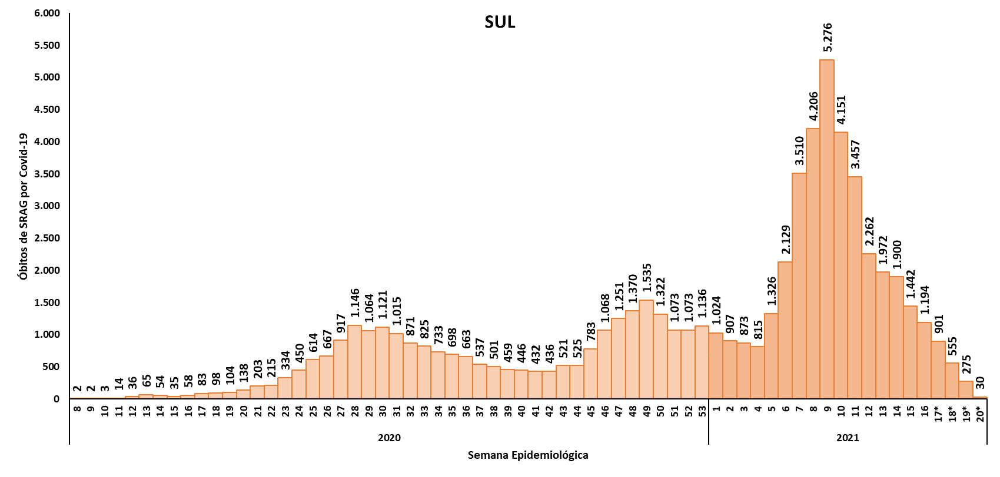 SUL
Óbitos de SRAG por Covid-19
6.000
5.500
5.000
4.500
4.000
3.500
3.000
2.500
2.000
1.500
1.000
500
0
2 2 3 14 36 65 54 35 58 83 98 104 138 203 215 334 450 614 667 917 1.146 1.064 1.121 1.015 871 825 733 698 663 537 501 459 446 432 436 521 525 783 1.068 1.251 1.370 1.535 1.322 1.073 1.073 1.136 1.024 907 873 815 1.326 2.129 3.510 4.206 5.276 4.151 3.457 2.262 1.972 1.900 1.442 1.194 901 555 275 30
8 9 10 11 12 13 14 15 16 17 18 19 20 21 22 23 24 25 26 27 28 29 30 31 32 33 34 35 36 37 38 39 40 41 42 43 44 45 46 47 48 49 50 51 52 53 1 2 3 4 5 6 7 8 9 10 11 12 13 14 15 16 17* 18* 19* 20*
2020 2021
Semana Epidemiológica